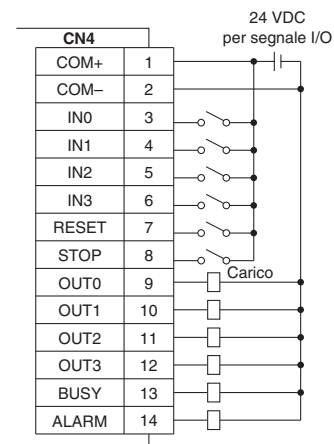 24 VDC
per segnale I/O
CN4
COM+ 1
COM– 2
IN0 3
IN1 4
IN2 5
IN3 6
RESET 7
STOP 8
Carico
OUT0 9
OUT1 10
OUT2 11
OUT3 12
BUSY 13
ALARM 14